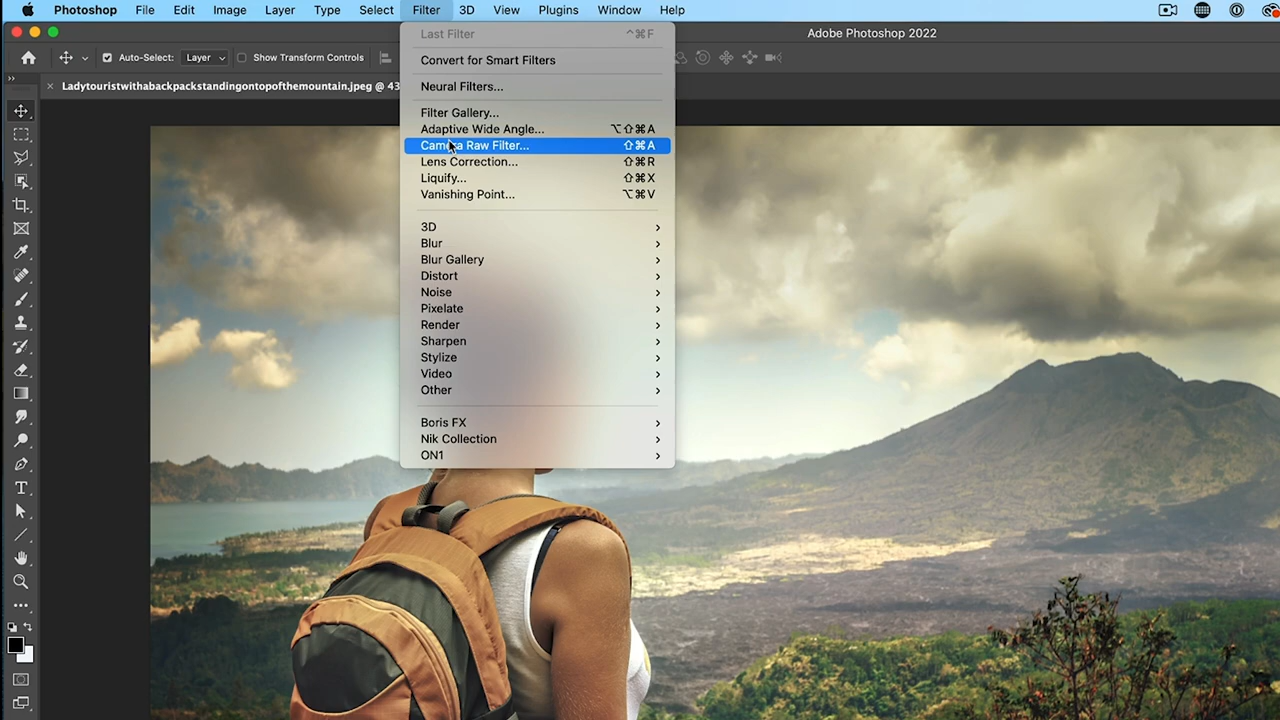 Photoshop File Edit Image Layer Type Select Filter 3D View Plugins Window Help
Adobe Photoshop 2022
Auto-Select: Layer Show Transform Controls
Ladytouristwithabackpackstandingontopofthemountain.jpeg @ 43
Last Filter ⌃⌘F
Convert for Smart Filters
Neural Filters...
Filter Gallery...
Adaptive Wide Angle... ⌥⇧⌘A
Camera Raw Filter... ⇧⌘A
Lens Correction... ⇧⌘R
Liquify... ⇧⌘X
Vanishing Point... ⌥⌘V
3D
Blur
Blur Gallery
Distort
Noise
Pixelate
Render
Sharpen
Stylize
Video
Other
Boris FX
Nik Collection
ON1